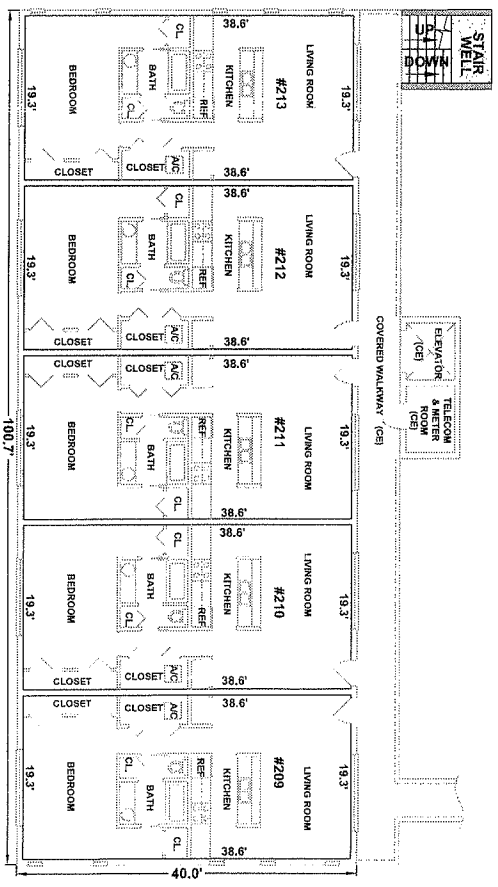 STAIR
WELL
UP
DOWN
ELEVATOR
(CE)
TELECOM
& METER
ROOM
(CE)
COVERED WALKWAY (CE)
38.6'
19.3'
LIVING ROOM
#213
KITCHEN
REF
CL
BATH
CL
BEDROOM
19.3'
A/C
CLOSET
CLOSET
38.6'
38.6'
19.3'
LIVING ROOM
#212
KITCHEN
REF
CL
BATH
CL
BEDROOM
19.3'
A/C
CLOSET
CLOSET
38.6'
38.6'
CLOSET
CLOSET
A/C
19.3'
LIVING ROOM
#211
KITCHEN
REF
CL
BATH
CL
BEDROOM
19.3'
38.6'
38.6'
19.3'
LIVING ROOM
#210
KITCHEN
REF
CL
BATH
CL
BEDROOM
19.3'
A/C
CLOSET
CLOSET
38.6'
38.6'
CLOSET
CLOSET
A/C
19.3'
LIVING ROOM
#209
KITCHEN
REF
CL
BATH
CL
BEDROOM
19.3'
38.6'
100.7'
40.0'